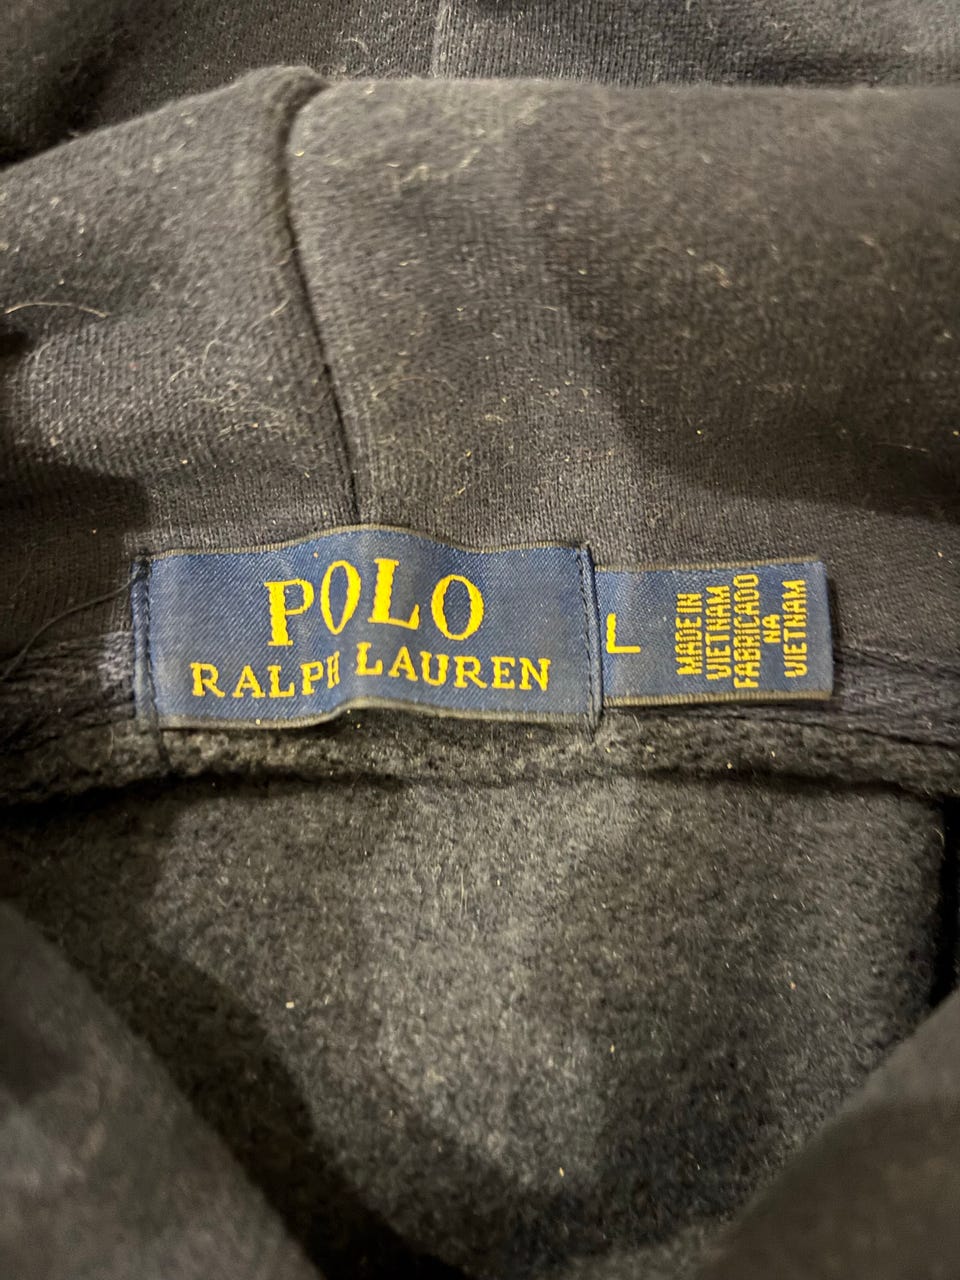 POLO
RALPH LAUREN
L
MADE IN
VIETNAM
FABRICADO
NA
VIETNAM